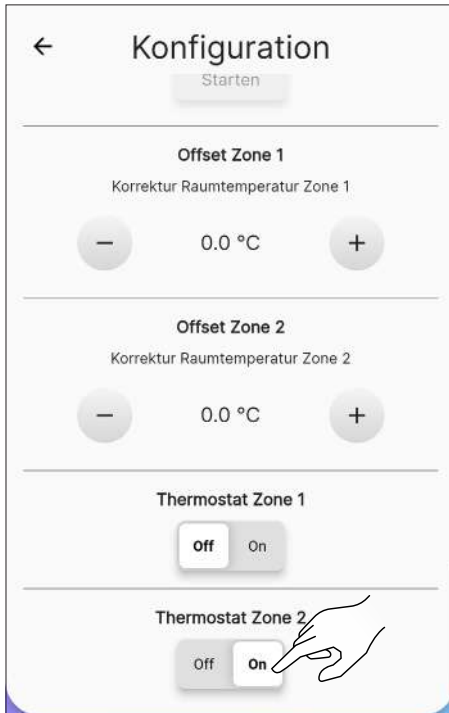 Konfiguration
Starten
Offset Zone 1
Korrektur Raumtemperatur Zone 1
− 0.0 °C +
Offset Zone 2
Korrektur Raumtemperatur Zone 2
− 0.0 °C +
Thermostat Zone 1
Off On
Thermostat Zone 2
Off On